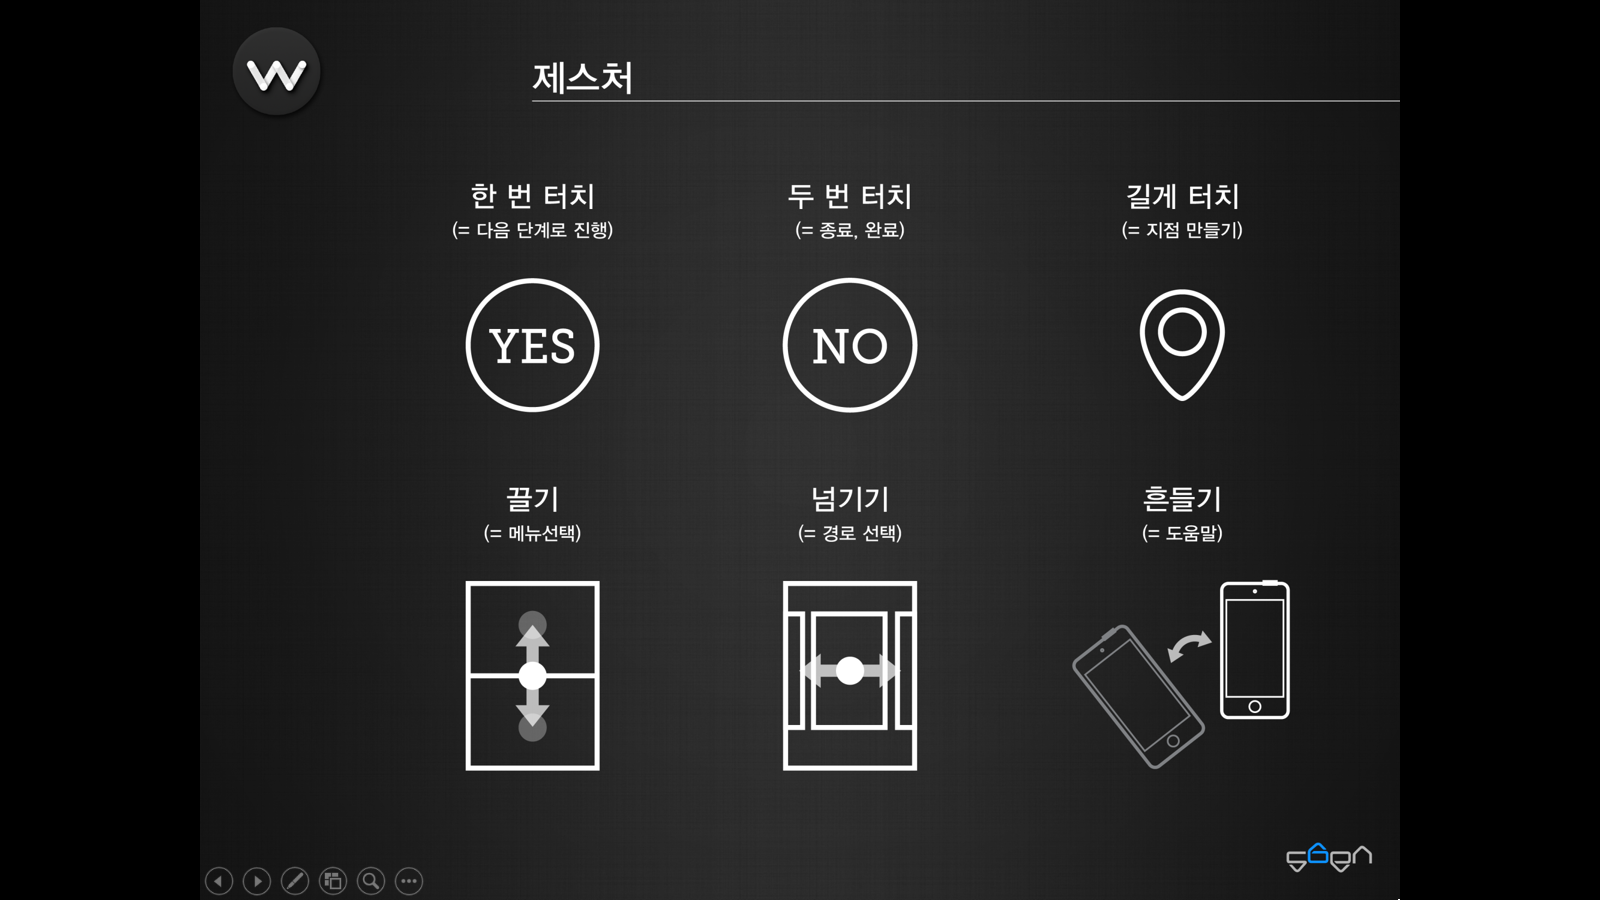 W
제스처
한 번 터치
(= 다음 단계로 진행)
YES
두 번 터치
(= 종료, 완료)
NO
길게 터치
(= 지점 만들기)
끌기
(= 메뉴선택)
넘기기
(= 경로 선택)
흔들기
(= 도움말)